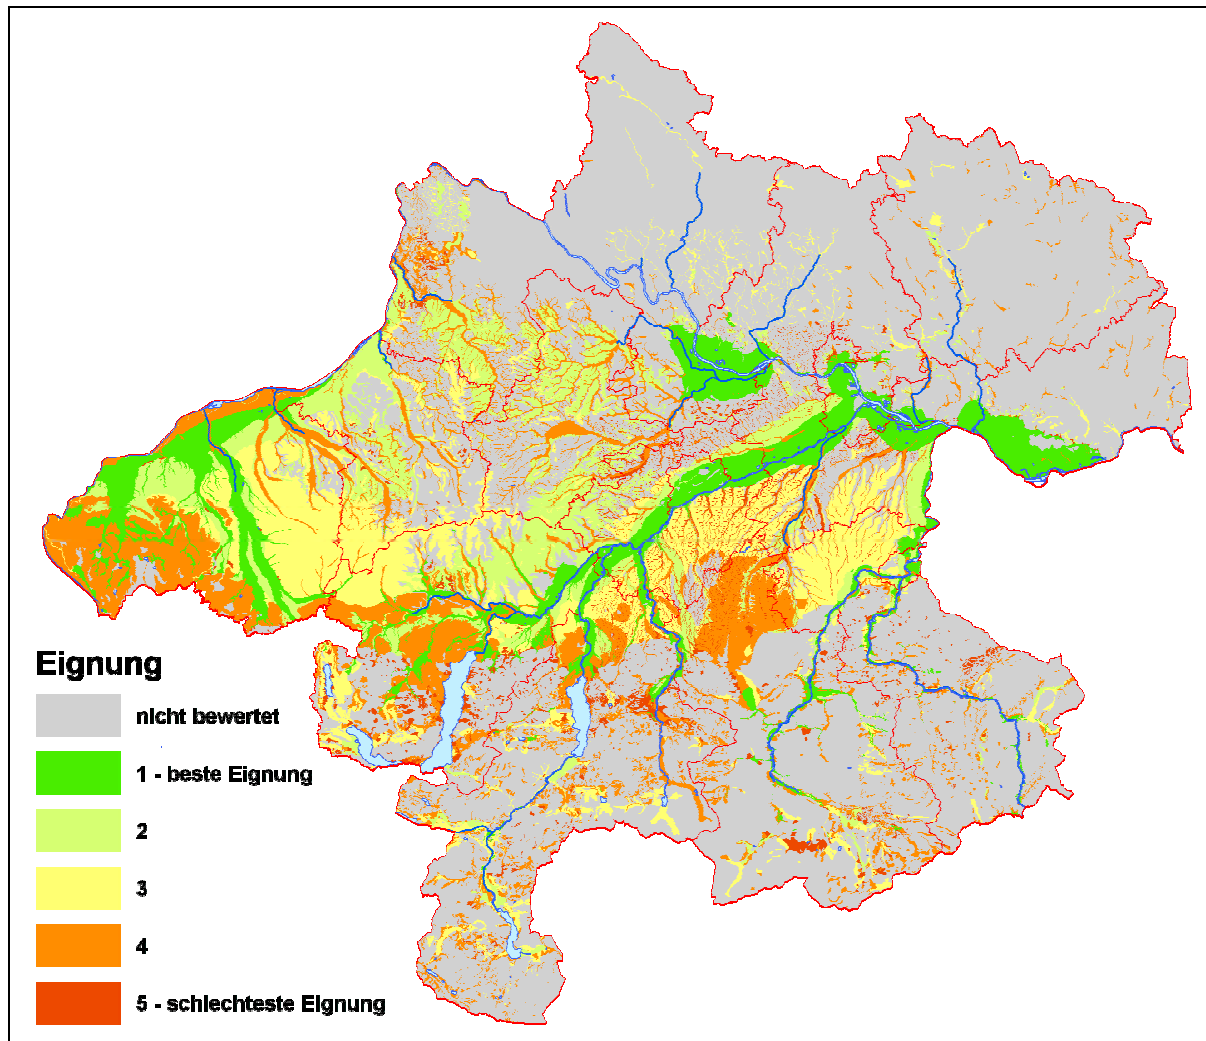 Eignung
nicht bewertet
1 - beste Eignung
2
3
4
5 - schlechteste EIgnung